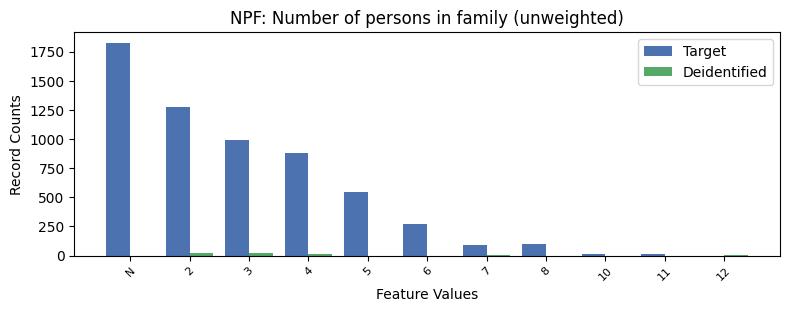 NPF: Number of persons in family (unweighted)
Target
Deidentified
Record Counts
1750
1500
1250
1000
750
500
250
0
N 2 3 4 5 6 7 8 10 11 12
Feature Values